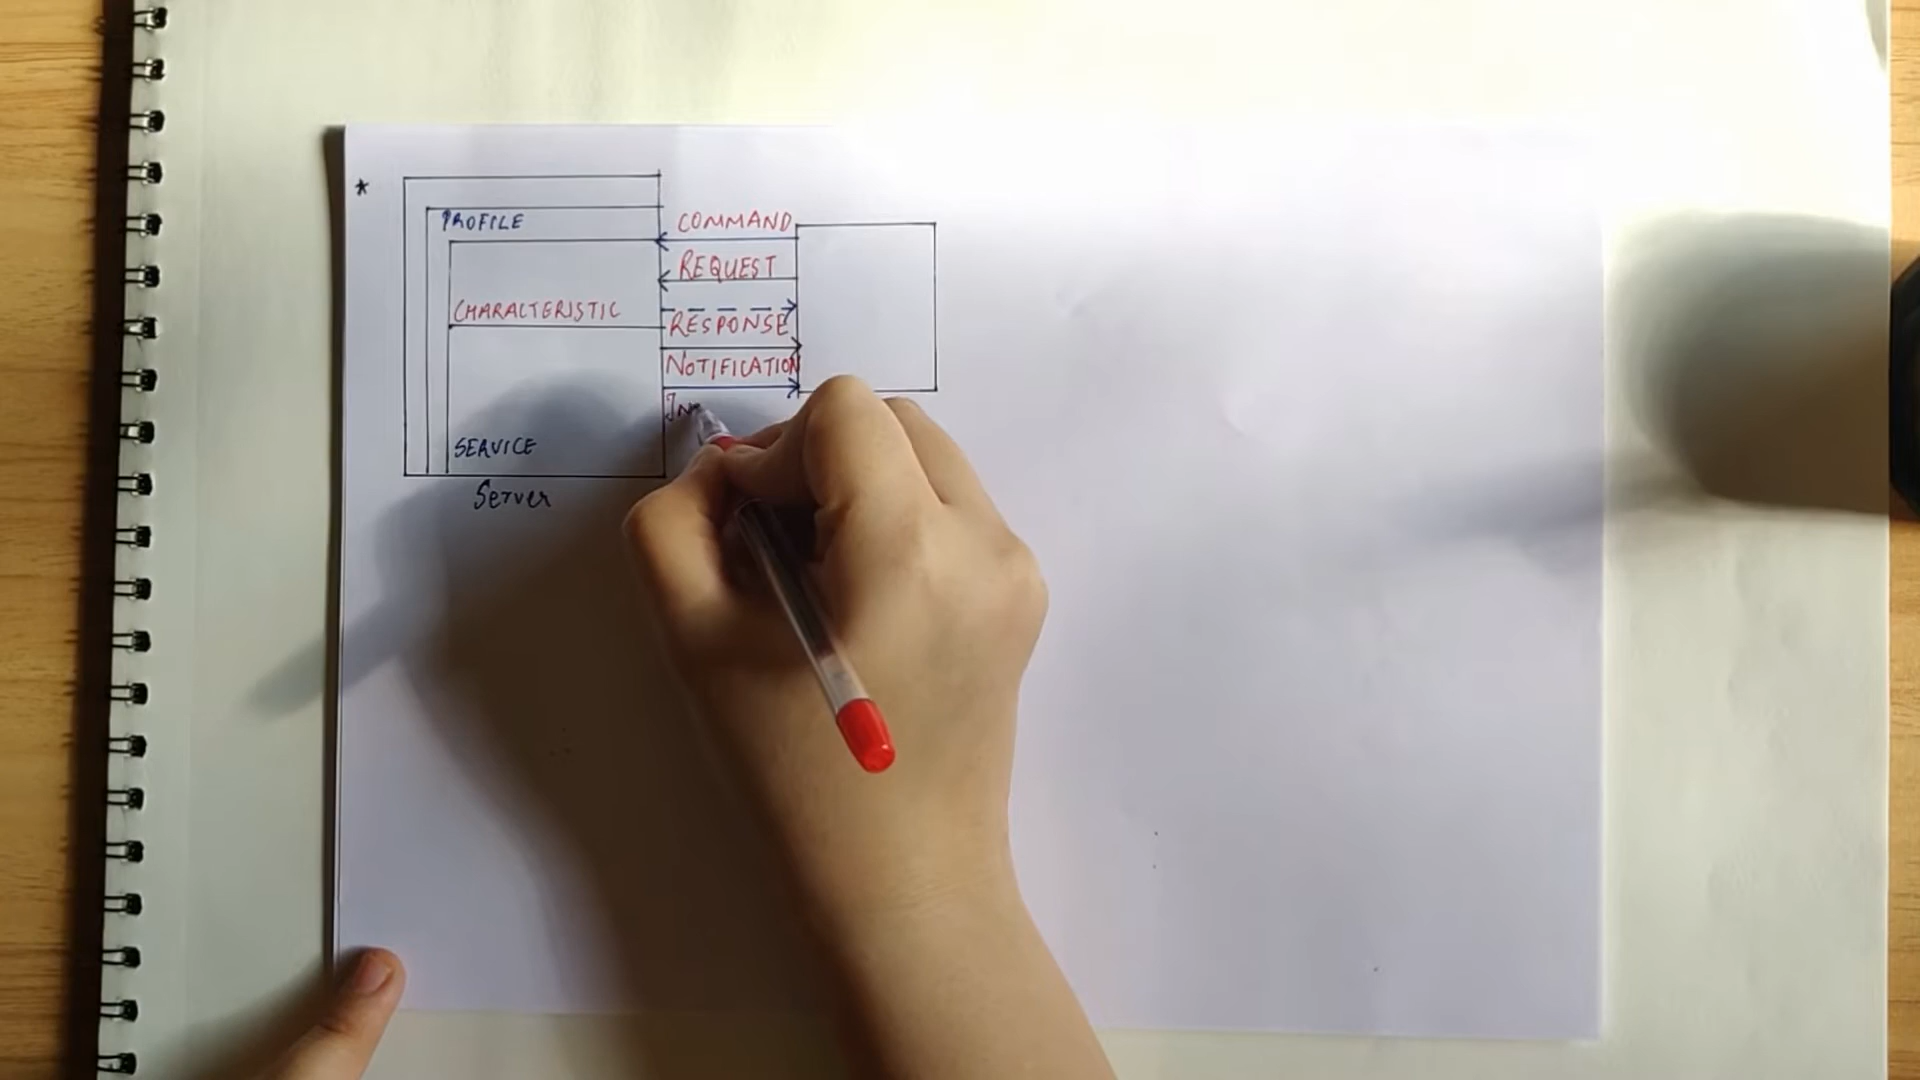 *
PROFILE
COMMAND
REQUEST
CHARACTERISTIC
RESPONSE
NOTIFICATION
SERVICE
Server